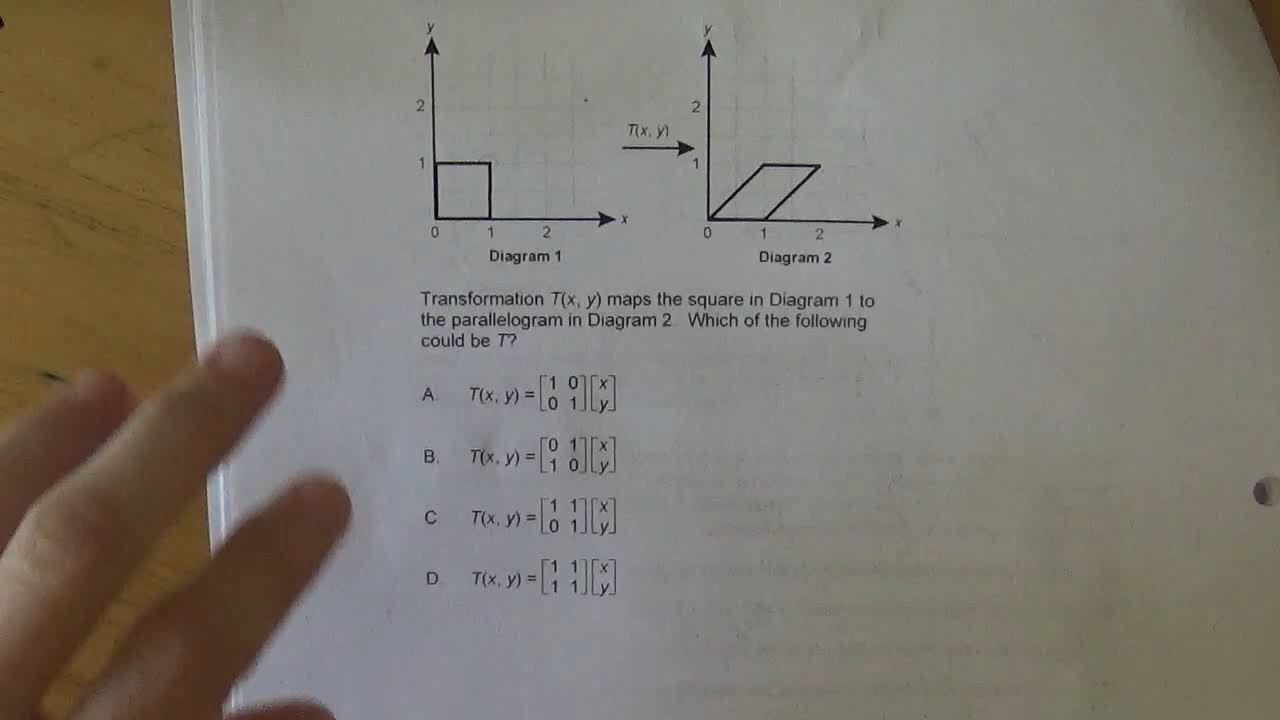 y
2
1
0 1 2
x
Diagram 1
T(x, y)
y
2
1
0 1 2
x
Diagram 2
Transformation T(x, y) maps the square in Diagram 1 to
the parallelogram in Diagram 2. Which of the following
could be T?
A. T(x, y) = [1 0] [x]
[0 1] [y]
B. T(x, y) = [0 1] [x]
[1 0] [y]
C T(x, y) = [1 1] [x]
[0 1] [y]
D. T(x, y) = [1 1] [x]
[1 1] [y]